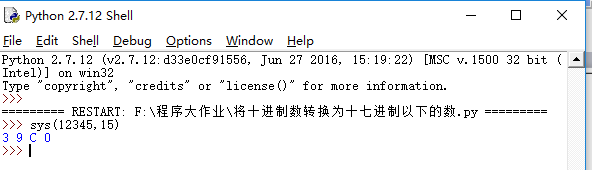 Python 2.7.12 Shell
File Edit Shell Debug Options Window Help
Python 2.7.12 (v2.7.12:d33e0cf91556, Jun 27 2016, 15:19:22) [MSC v.1500 32 bit (
Intel)] on win32
Type "copyright", "credits" or "license()" for more information.
>>>
========= RESTART: F:\程序大作业\将十进制数转换为十七进制以下的数.py =========
>>> sys(12345,15)
3 9 C 0
>>>